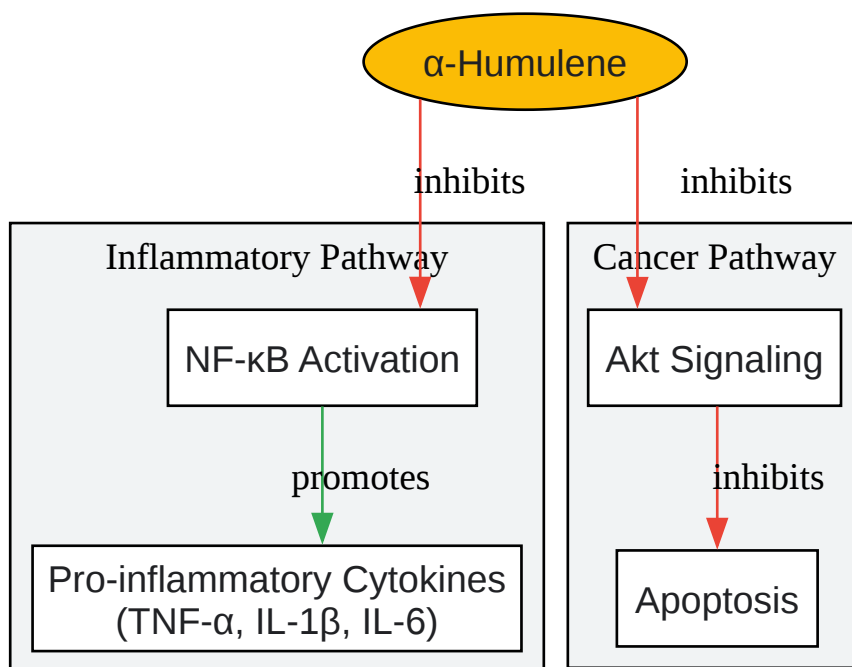 α-Humulene
inhibits
inhibits
Inflammatory Pathway
Cancer Pathway
NF-κB Activation
Akt Signaling
promotes
inhibits
Pro-inflammatory Cytokines
(TNF-α, IL-1β, IL-6)
Apoptosis